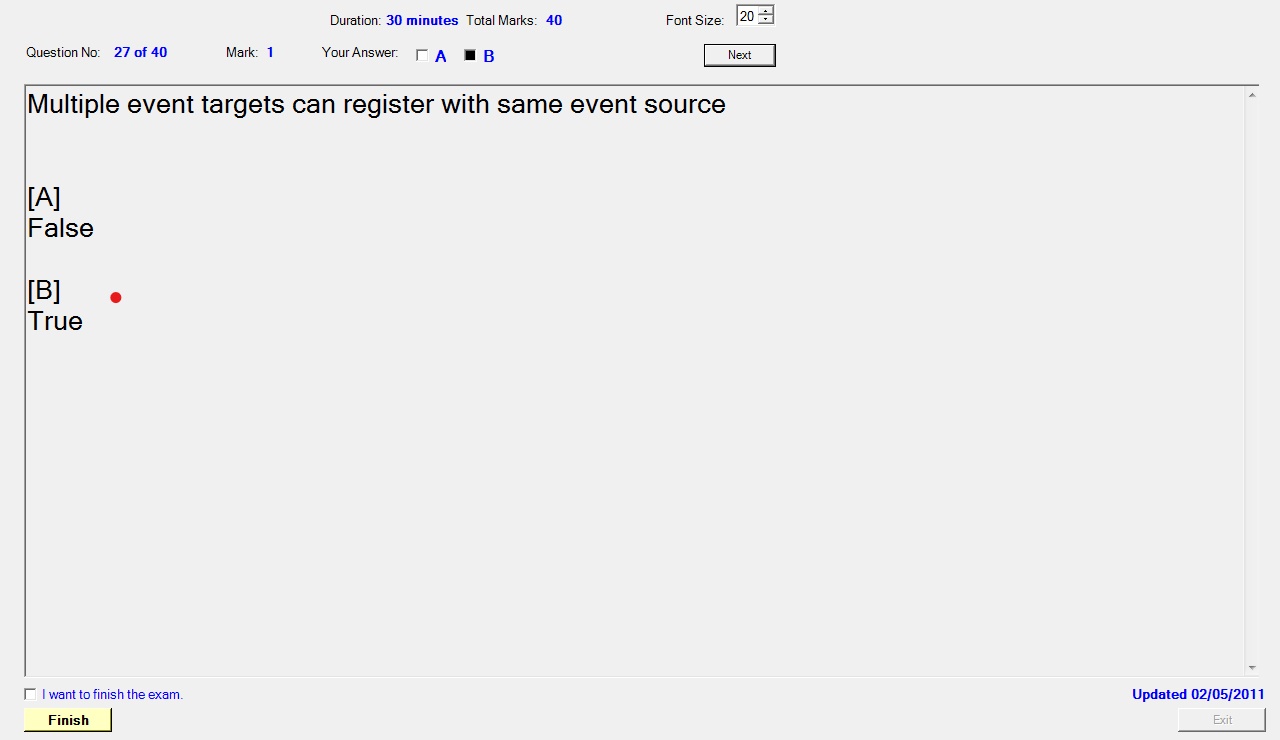 Duration: 30 minutes Total Marks: 40 Font Size: 20
Question No: 27 of 40 Mark: 1 Your Answer: A B Next
Multiple event targets can register with same event source
[A]
False
[B]
True
I want to finish the exam. Updated 02/05/2011
Finish Exit